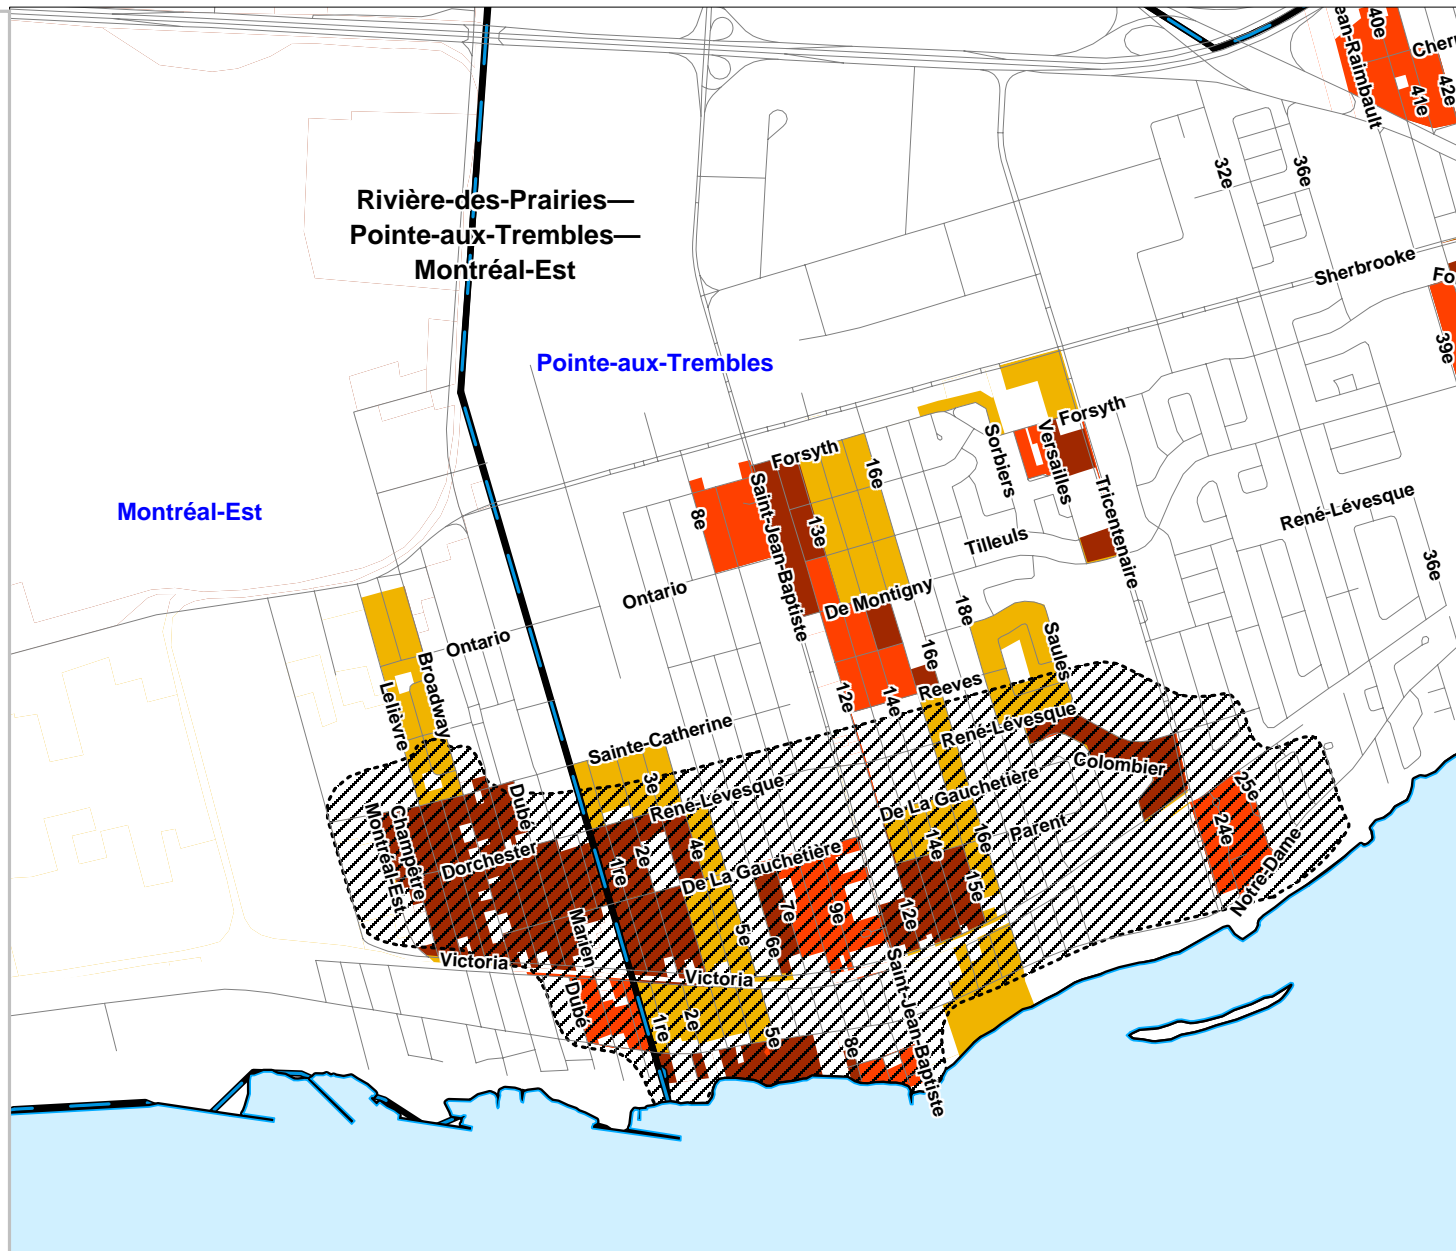 40e
Cherr
ean-Raimbault
41e
42e
32e
36e
Rivière-des-Prairies—
Pointe-aux-Trembles—
Montréal-Est
Sherbrooke
Fo
39e
Pointe-aux-Trembles
Forsyth
Forsyth
16e
Sorbiers
Versailles
Saint-Jean-Baptiste
8e
13e
Tricentenaire
René-Lévesque
Montréal-Est
Tilleuls
36e
Ontario
De Montigny
18e
Ontario
Saules
16e
Broadway
Lelièvre
12e
14e
Reeves
René-Lévesque
Sainte-Catherine
3e
René-Lévesque
Colombier
De La Gauchetière
Dubé
25e
Champêtre
Montréal-Est
Dorchester
1re
2e
4e
De La Gauchetière
14e
16e
Parent
24e
15e
Notre-Dame
7e
9e
12e
Marien
5e
6e
Victoria
Victoria
Saint-Jean-Baptiste
Dubé
1re
2e
5e
8e